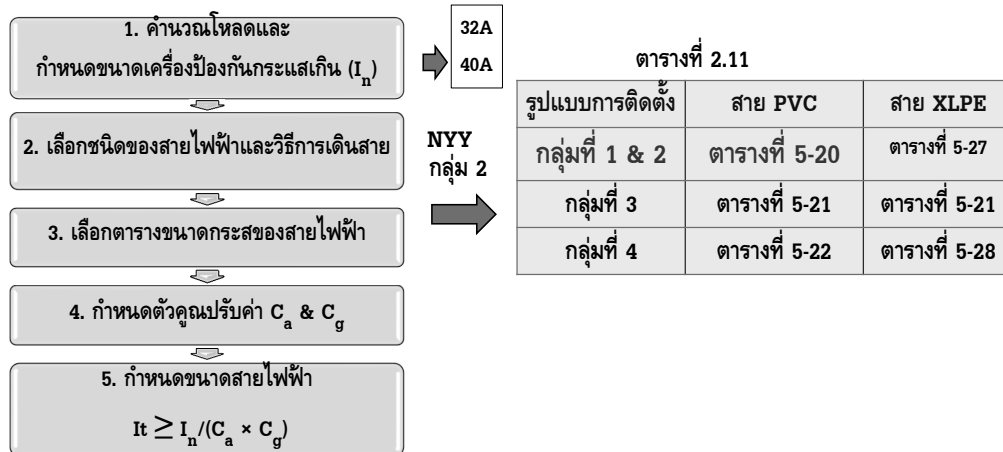 1. คำนวณโหลดและ
กำหนดขนาดเครื่องป้องกันกระแสเกิน (In)
32A
40A
2. เลือกชนิดของสายไฟฟ้าและวิธีการเดินสาย
NYY
กลุ่ม 2
3. เลือกตารางขนาดกระสของสายไฟฟ้า
4. กำหนดตัวคูณปรับค่า Ca & Cg
5. กำหนดขนาดสายไฟฟ้า
It ≥ In/(Ca × Cg)
ตารางที่ 2.11
รูปแบบการติดตั้ง สาย PVC สาย XLPE
กลุ่มที่ 1 & 2 ตารางที่ 5-20 ตารางที่ 5-27
กลุ่มที่ 3 ตารางที่ 5-21 ตารางที่ 5-21
กลุ่มที่ 4 ตารางที่ 5-22 ตารางที่ 5-28